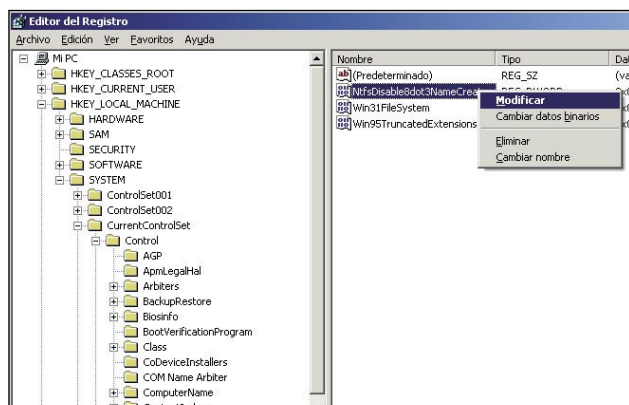 Editor del Registro
Archivo Edición Ver Favoritos Ayuda
Mi PC
HKEY_CLASSES_ROOT
HKEY_CURRENT_USER
HKEY_LOCAL_MACHINE
HARDWARE
SAM
SECURITY
SOFTWARE
SYSTEM
ControlSet001
ControlSet002
CurrentControlSet
Control
AGP
ApmLegalHal
Arbiters
BackupRestore
Biosinfo
BootVerificationProgram
Class
CoDeviceInstallers
COM Name Arbiter
ComputerName
Nombre Tipo
ab (Predeterminado) REG_SZ
NtfsDisable8dot3NameCreat
Win31FileSystem
Win95TruncatedExtensions
Modificar
Cambiar datos binarios
Eliminar
Cambiar nombre